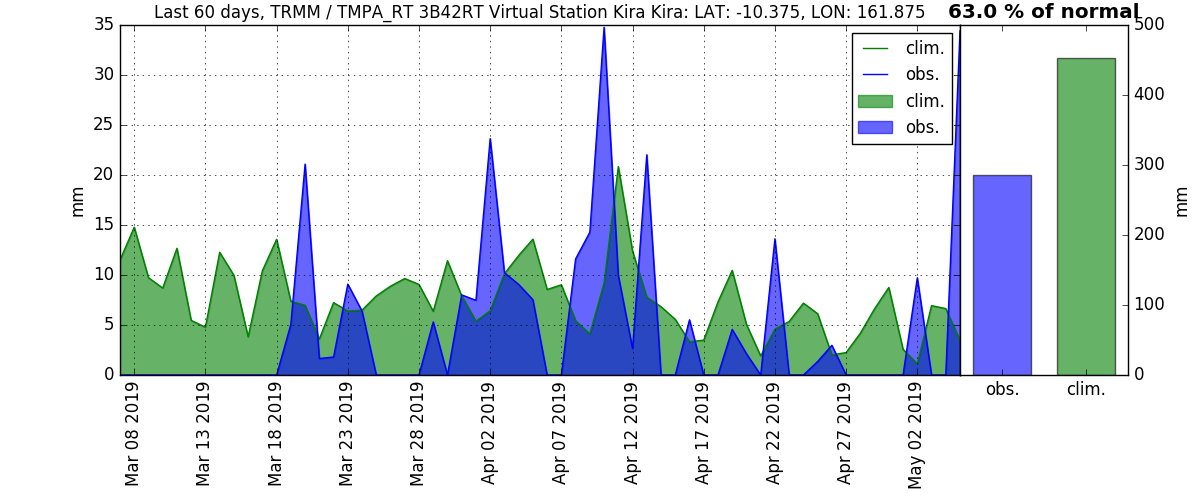 Last 60 days, TRMM / TMPA_RT 3B42RT Virtual Station Kira Kira: LAT: -10.375, LON: 161.875
63.0 % of normal
35
30
25
20
15
10
5
0
mm
clim.
obs.
clim.
obs.
500
400
300
200
100
0
mm
obs.
clim.
Mar 08 2019
Mar 13 2019
Mar 18 2019
Mar 23 2019
Mar 28 2019
Apr 02 2019
Apr 07 2019
Apr 12 2019
Apr 17 2019
Apr 22 2019
Apr 27 2019
May 02 2019